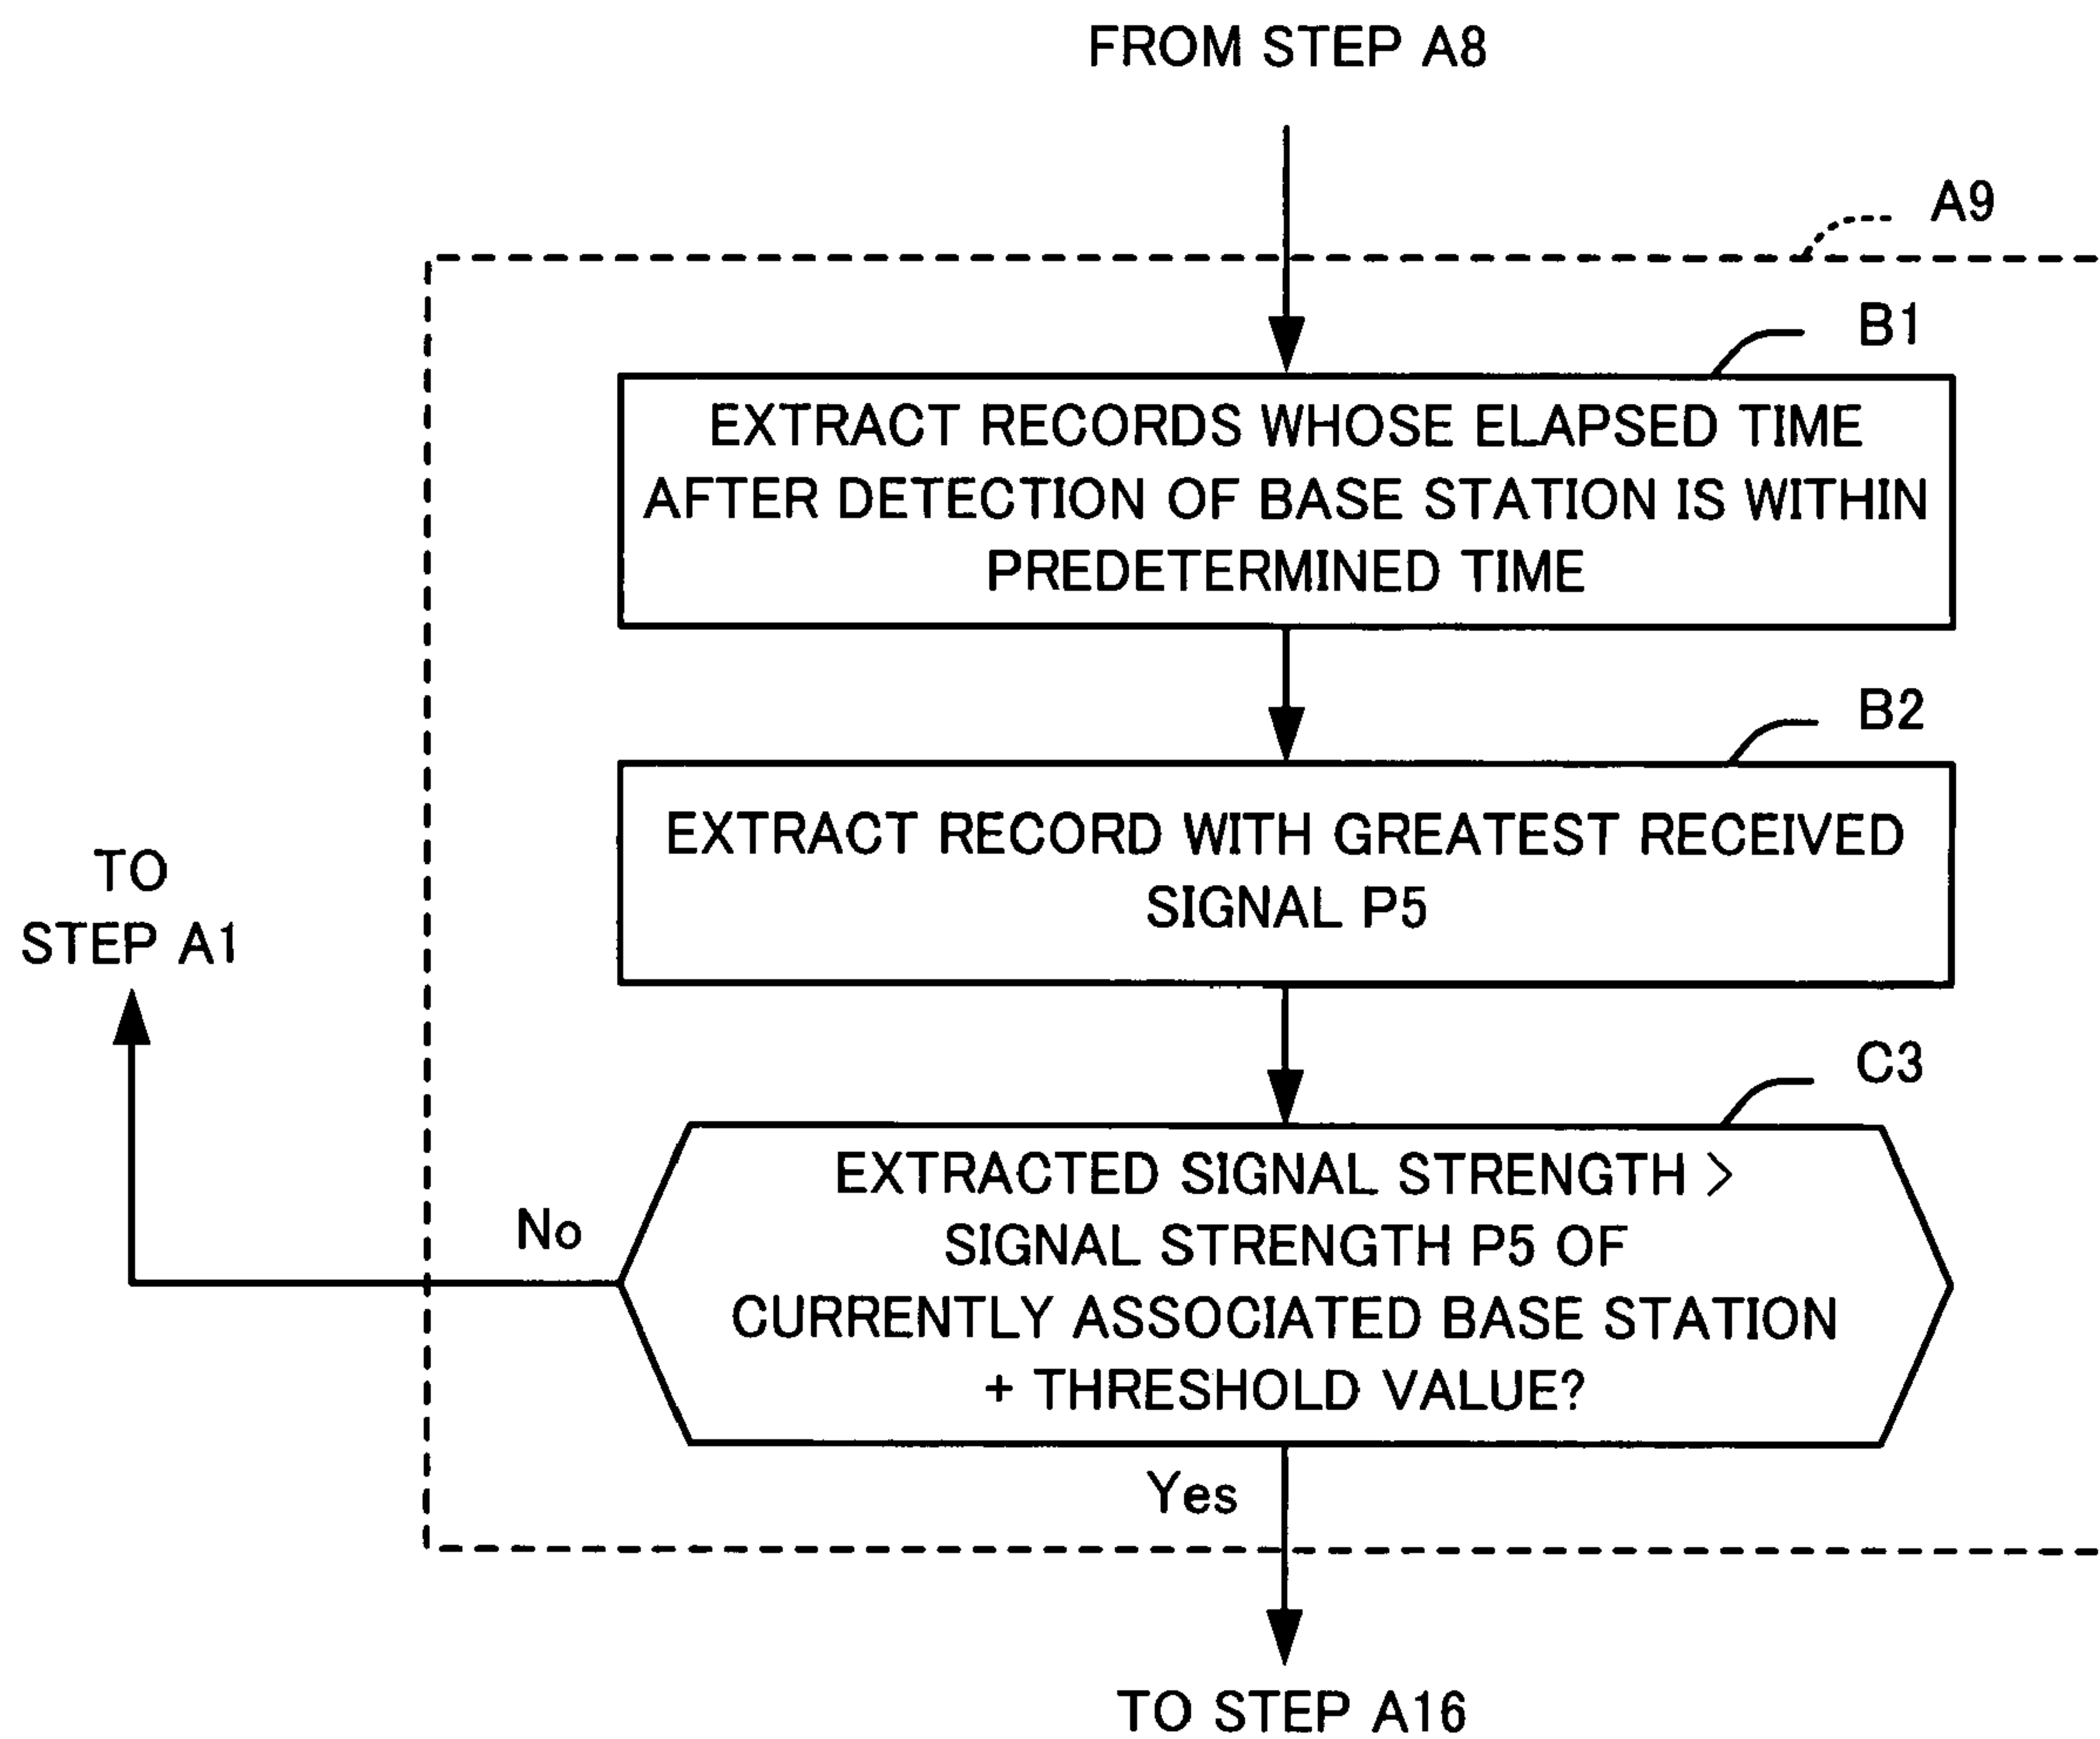 FROM STEP A8
A9
B1
EXTRACT RECORDS WHOSE ELAPSED TIME
AFTER DETECTION OF BASE STATION IS WITHIN
PREDETERMINED TIME
B2
EXTRACT RECORD WITH GREATEST RECEIVED
SIGNAL P5
TO
STEP A1
C3
EXTRACTED SIGNAL STRENGTH >
SIGNAL STRENGTH P5 OF
CURRENTLY ASSOCIATED BASE STATION
+ THRESHOLD VALUE?
No
Yes
TO STEP A16